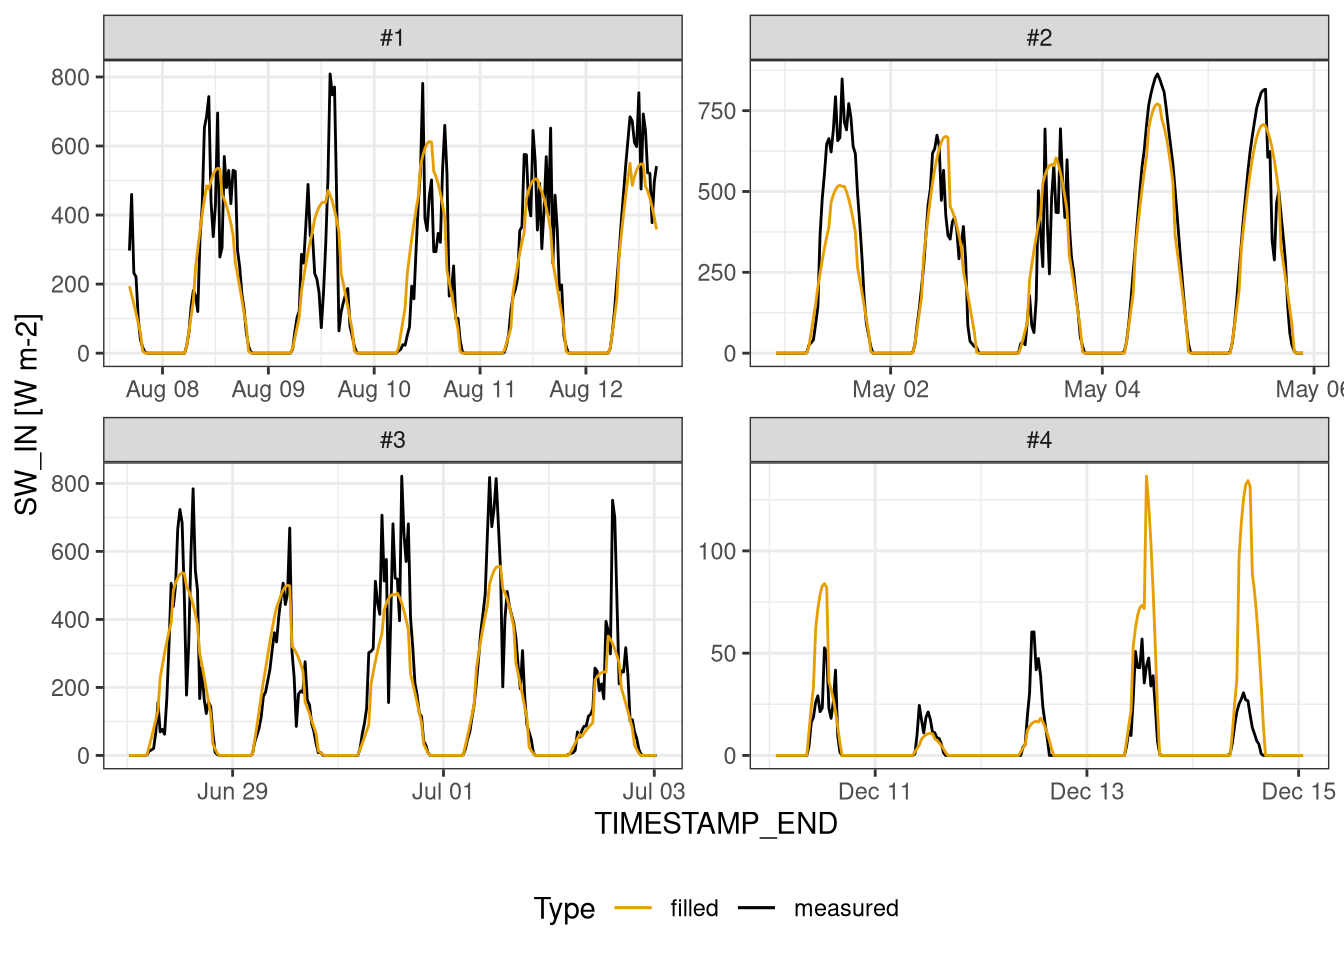 #1
#2
800
600
400
200
0
750
500
250
0
Aug 08
Aug 09
Aug 10
Aug 11
Aug 12
May 02
May 04
May 06
#3
#4
800
600
400
200
0
100
50
0
Jun 29
Jul 01
Jul 03
Dec 11
Dec 13
Dec 15
SW_IN [W m-2]
TIMESTAMP_END
Type filled measured